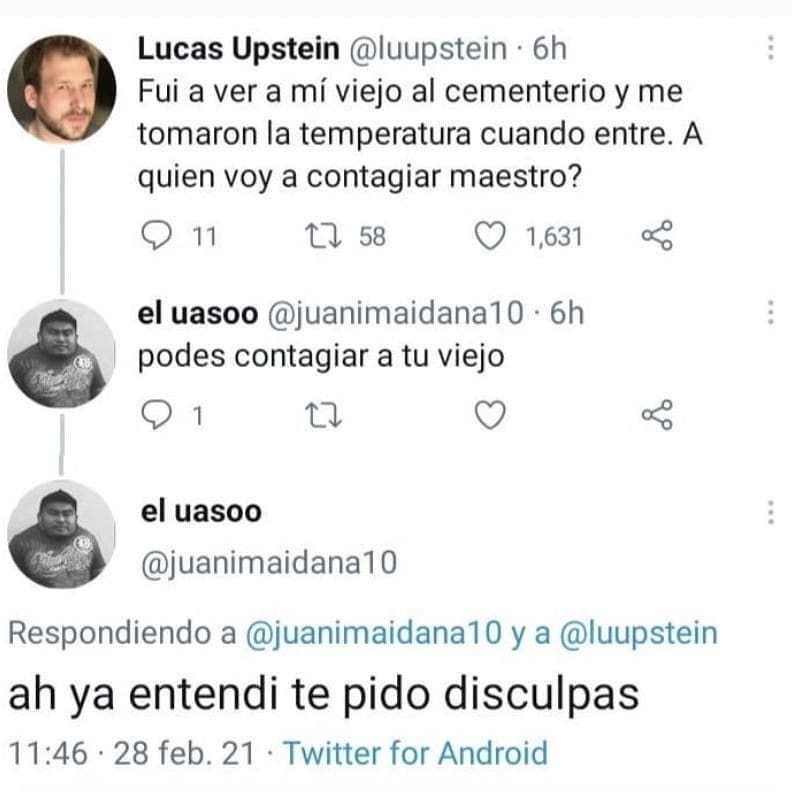 Lucas Upstein @luupstein · 6h
Fui a ver a mí viejo al cementerio y me
tomaron la temperatura cuando entre. A
quien voy a contagiar maestro?
11 58 1,631
el uasoo @juanimaidana10 · 6h
podes contagiar a tu viejo
1
el uasoo
@juanimaidana10
Respondiendo a @juanimaidana10 y a @luupstein
ah ya entendi te pido disculpas
11:46 · 28 feb. 21 · Twitter for Android